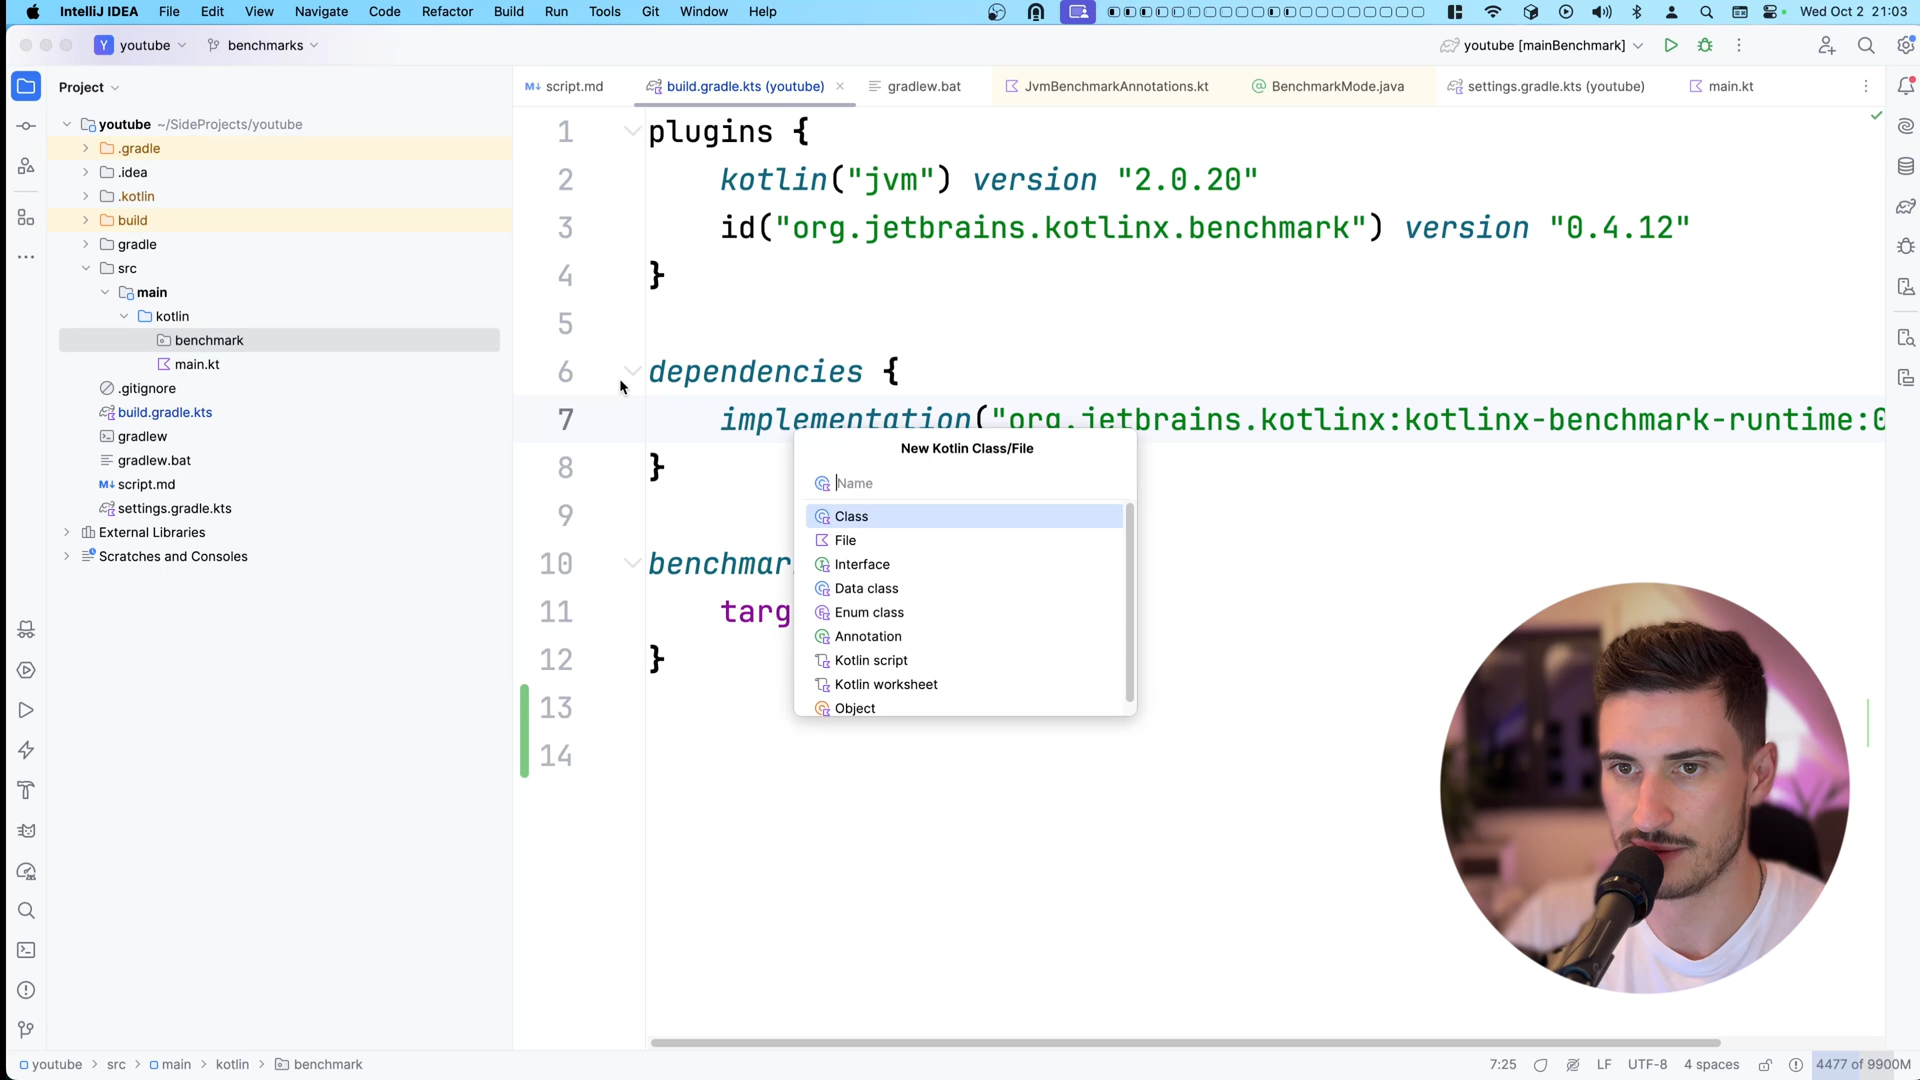 IntelliJ IDEA File Edit View Navigate Code Refactor Build Run Tools Git Window Help Wed Oct 2 21:03
Y youtube benchmarks youtube [mainBenchmark]
Project
script.md build.gradle.kts (youtube) gradlew.bat JvmBenchmarkAnnotations.kt BenchmarkMode.java settings.gradle.kts (youtube) main.kt
youtube ~/SideProjects/youtube
.gradle
.idea
.kotlin
build
gradle
src
main
kotlin
benchmark
main.kt
.gitignore
build.gradle.kts
gradlew
gradlew.bat
M↓ script.md
settings.gradle.kts
External Libraries
Scratches and Consoles
1 plugins {
2 kotlin("jvm") version "2.0.20"
3 id("org.jetbrains.kotlinx.benchmark") version "0.4.12"
4 }
5
6 dependencies {
7 implementation("org.jetbrains.kotlinx:kotlinx-benchmark-runtime:0
8 }
9
10 benchmar
11 targ
12 }
13
14
New Kotlin Class/File
Name
Class
File
Interface
Data class
Enum class
Annotation
Kotlin script
Kotlin worksheet
Object
youtube > src > main > kotlin > benchmark 7:25 LF UTF-8 4 spaces 4477 of 9900M